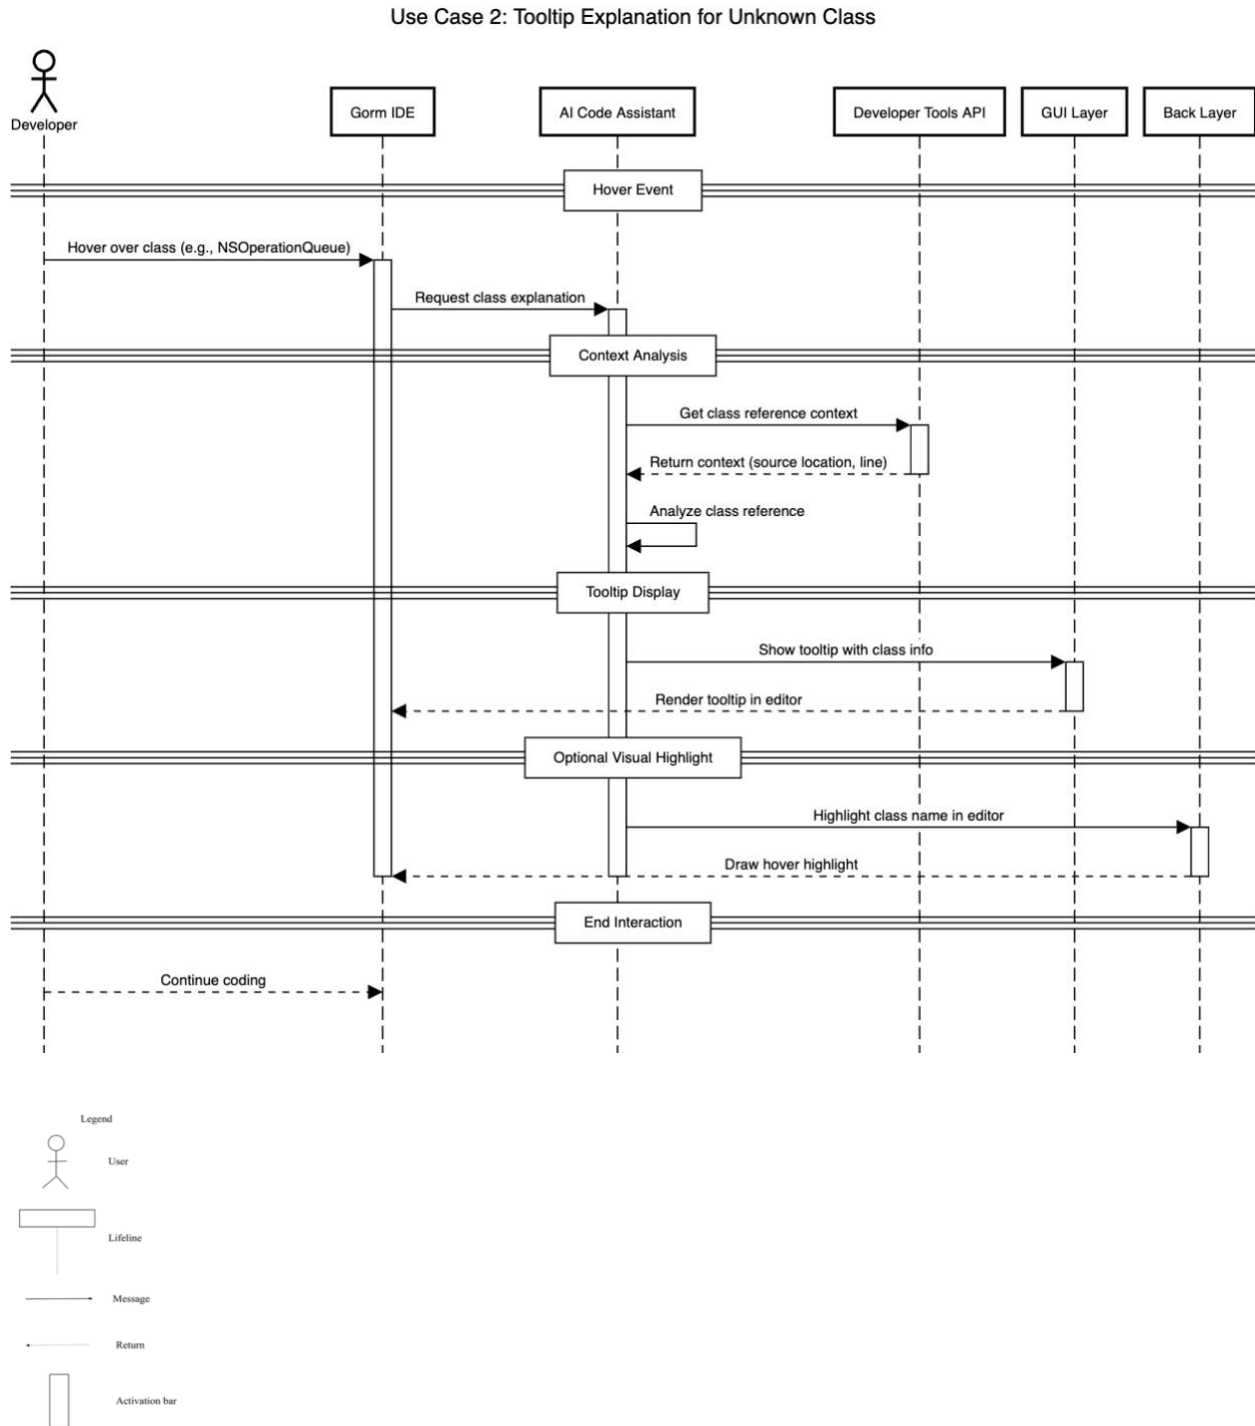 Use Case 2: Tooltip Explanation for Unknown Class
Developer
Gorm IDE
AI Code Assistant
Developer Tools API
GUI Layer
Back Layer
Hover Event
Hover over class (e.g., NSOperationQueue)
Request class explanation
Context Analysis
Get class reference context
Return context (source location, line)
Analyze class reference
Tooltip Display
Show tooltip with class info
Render tooltip in editor
Optional Visual Highlight
Highlight class name in editor
Draw hover highlight
End Interaction
Continue coding
Legend
User
Lifeline
Message
Return
Activation bar